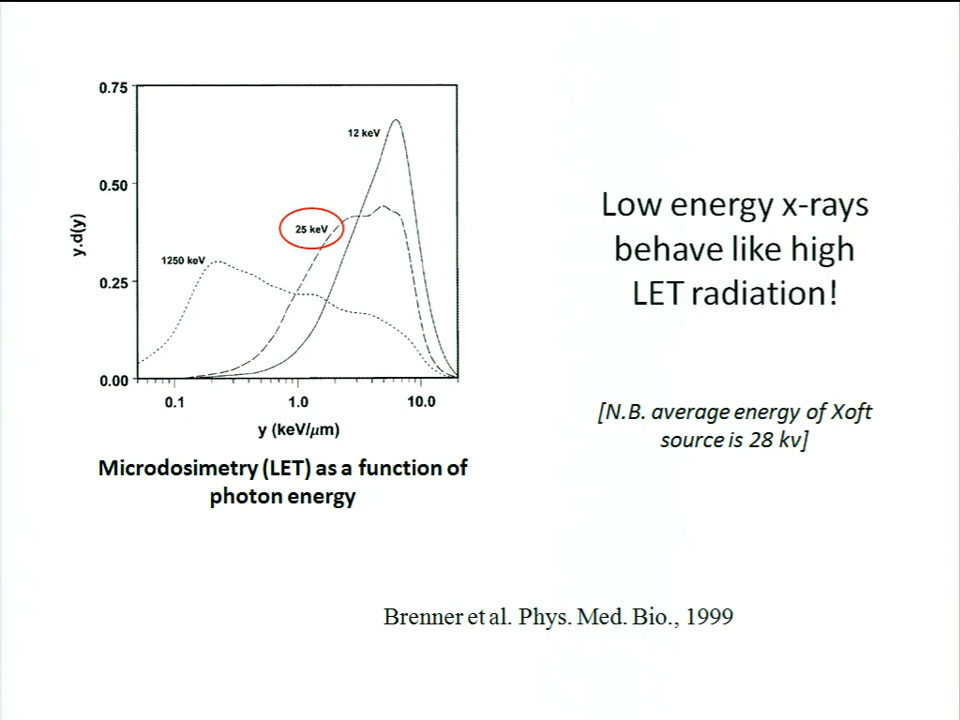 0.75
0.50
0.25
0.00
y.d(y)
12 keV
25 keV
1250 keV
0.1
1.0
10.0
y (keV/μm)
Microdosimetry (LET) as a function of
photon energy
Low energy x-rays
behave like high
LET radiation!
[N.B. average energy of Xoft
source is 28 kv]
Brenner et al. Phys. Med. Bio., 1999